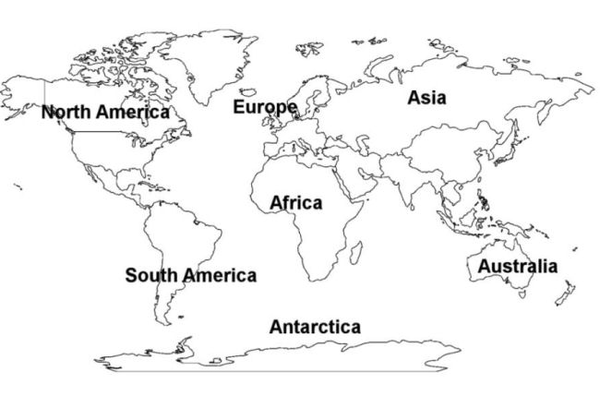 Asia
Europe
North America
Africa
South America
Australia
Antarctica